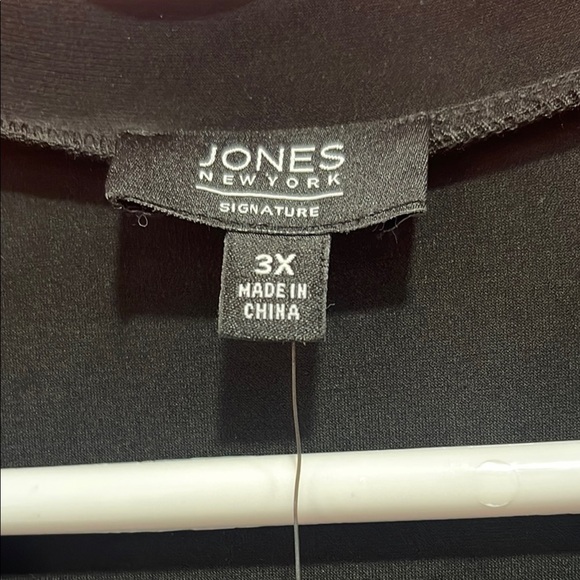 JONES
NEW YORK
SIGNATURE
3X
MADE IN
CHINA